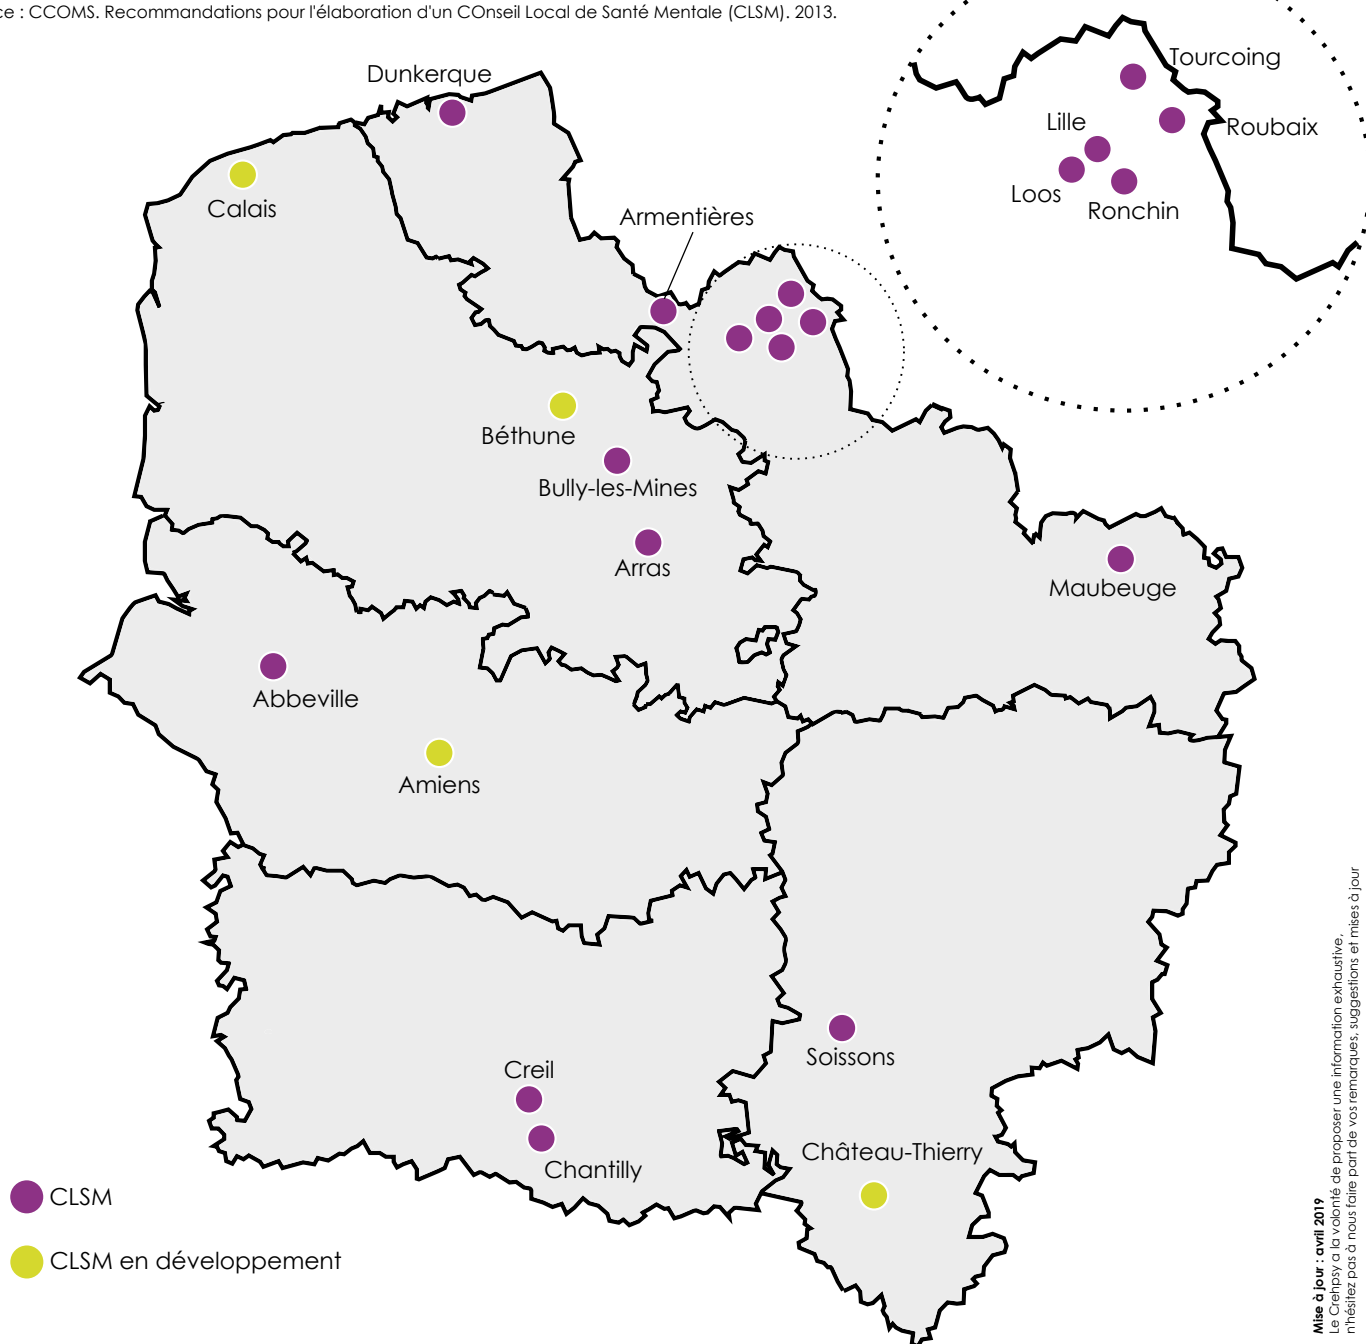 ce : CCOMS. Recommandations pour l'élaboration d'un COnseil Local de Santé Mentale (CLSM). 2013.
Tourcoing
Dunkerque
Lille
Roubaix
Loos
Ronchin
Calais
Armentières
Béthune
Bully-les-Mines
Arras
Maubeuge
Abbeville
Amiens
Soissons
Creil
Château-Thierry
Chantilly
CLSM
CLSM en développement
Mise à jour : avril 2019
Le Crehpsy a la volonté de proposer une information exhaustive,
n'hésitez pas à nous faire part de vos remarques, suggestions et mises à jour